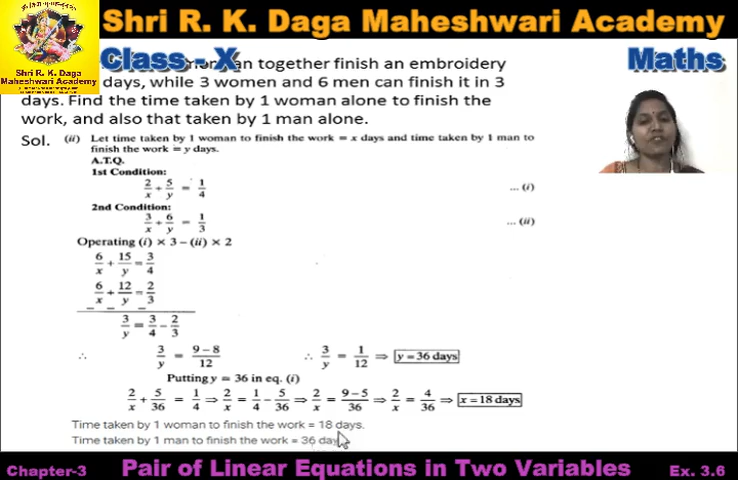 Shri R. K. Daga Maheshwari Academy
Shri R. K. Daga
Maheshwari Academy
Class - X
Maths
an together finish an embroidery
days, while 3 women and 6 men can finish it in 3
days. Find the time taken by 1 woman alone to finish the
work, and also that taken by 1 man alone.
Sol. (ii) Let time taken by 1 woman to finish the work = x days and time taken by 1 man to
finish the work = y days.
A.T.Q.
1st Condition:
2/x + 5/y = 1/4 ... (i)
2nd Condition:
3/x + 6/y = 1/3 ... (ii)
Operating (i) × 3 – (ii) × 2
6/x + 15/y = 3/4
6/x + 12/y = 2/3
– – –
3/y = 3/4 – 2/3
∴ 3/y = 9 – 8/12 ∴ 3/y = 1/12 ⇒ y = 36 days
Putting y = 36 in eq. (i)
2/x + 5/36 = 1/4 ⇒ 2/x = 1/4 – 5/36 ⇒ 2/x = 9 – 5/36 ⇒ 2/x = 4/36 ⇒ x = 18 days
Time taken by 1 woman to finish the work = 18 days.
Time taken by 1 man to finish the work = 36 day
Chapter-3 Pair of Linear Equations in Two Variables Ex. 3.6